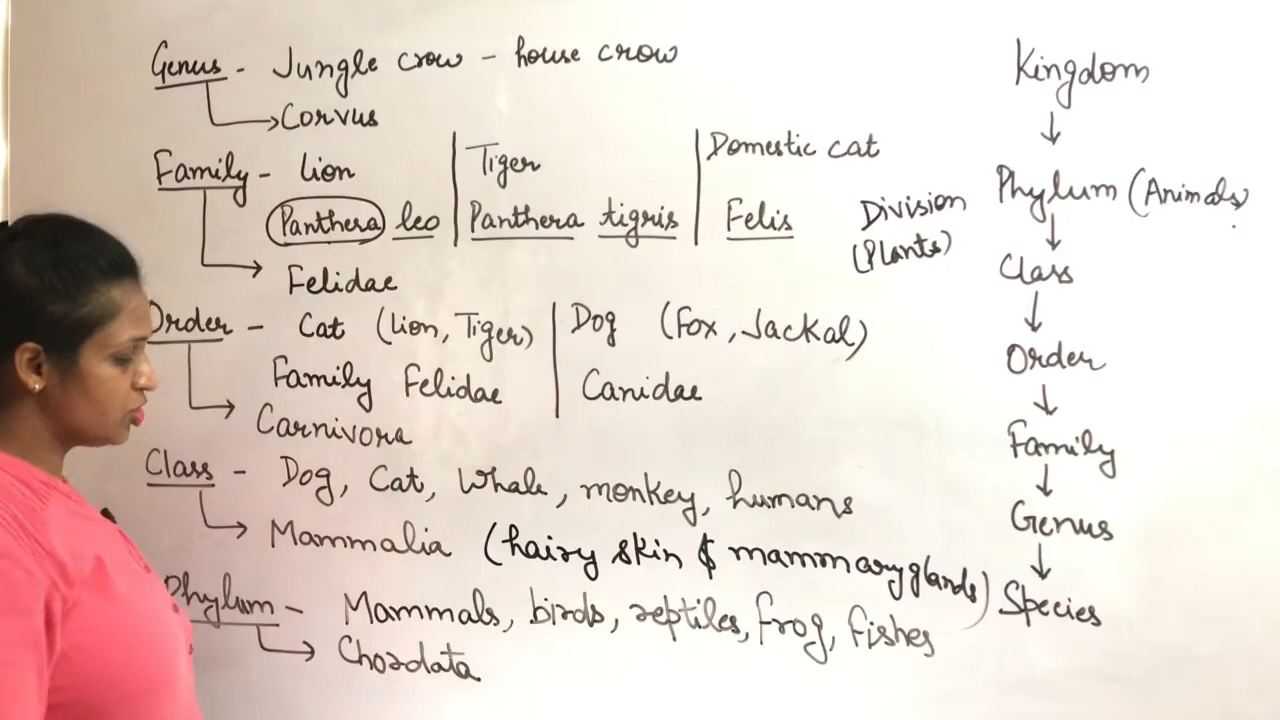 Genus - Jungle crow - house crow
Corvus
Family - lion | Tiger | Domestic cat
Panthera leo | Panthera tigris | Felis
Felidae
Order - Cat (lion, Tiger) | Dog (Fox, Jackal)
Family Felidae | Canidae
Carnivora
Class - Dog, Cat, Whale, monkey, humans
Mammalia (hairy skin & mammary glands)
Phylum - Mammals, birds, reptiles, frog, Fishes
Chordata
Kingdom
Phylum (Animals)
Division
(Plants)
Class
Order
Family
Genus
Species